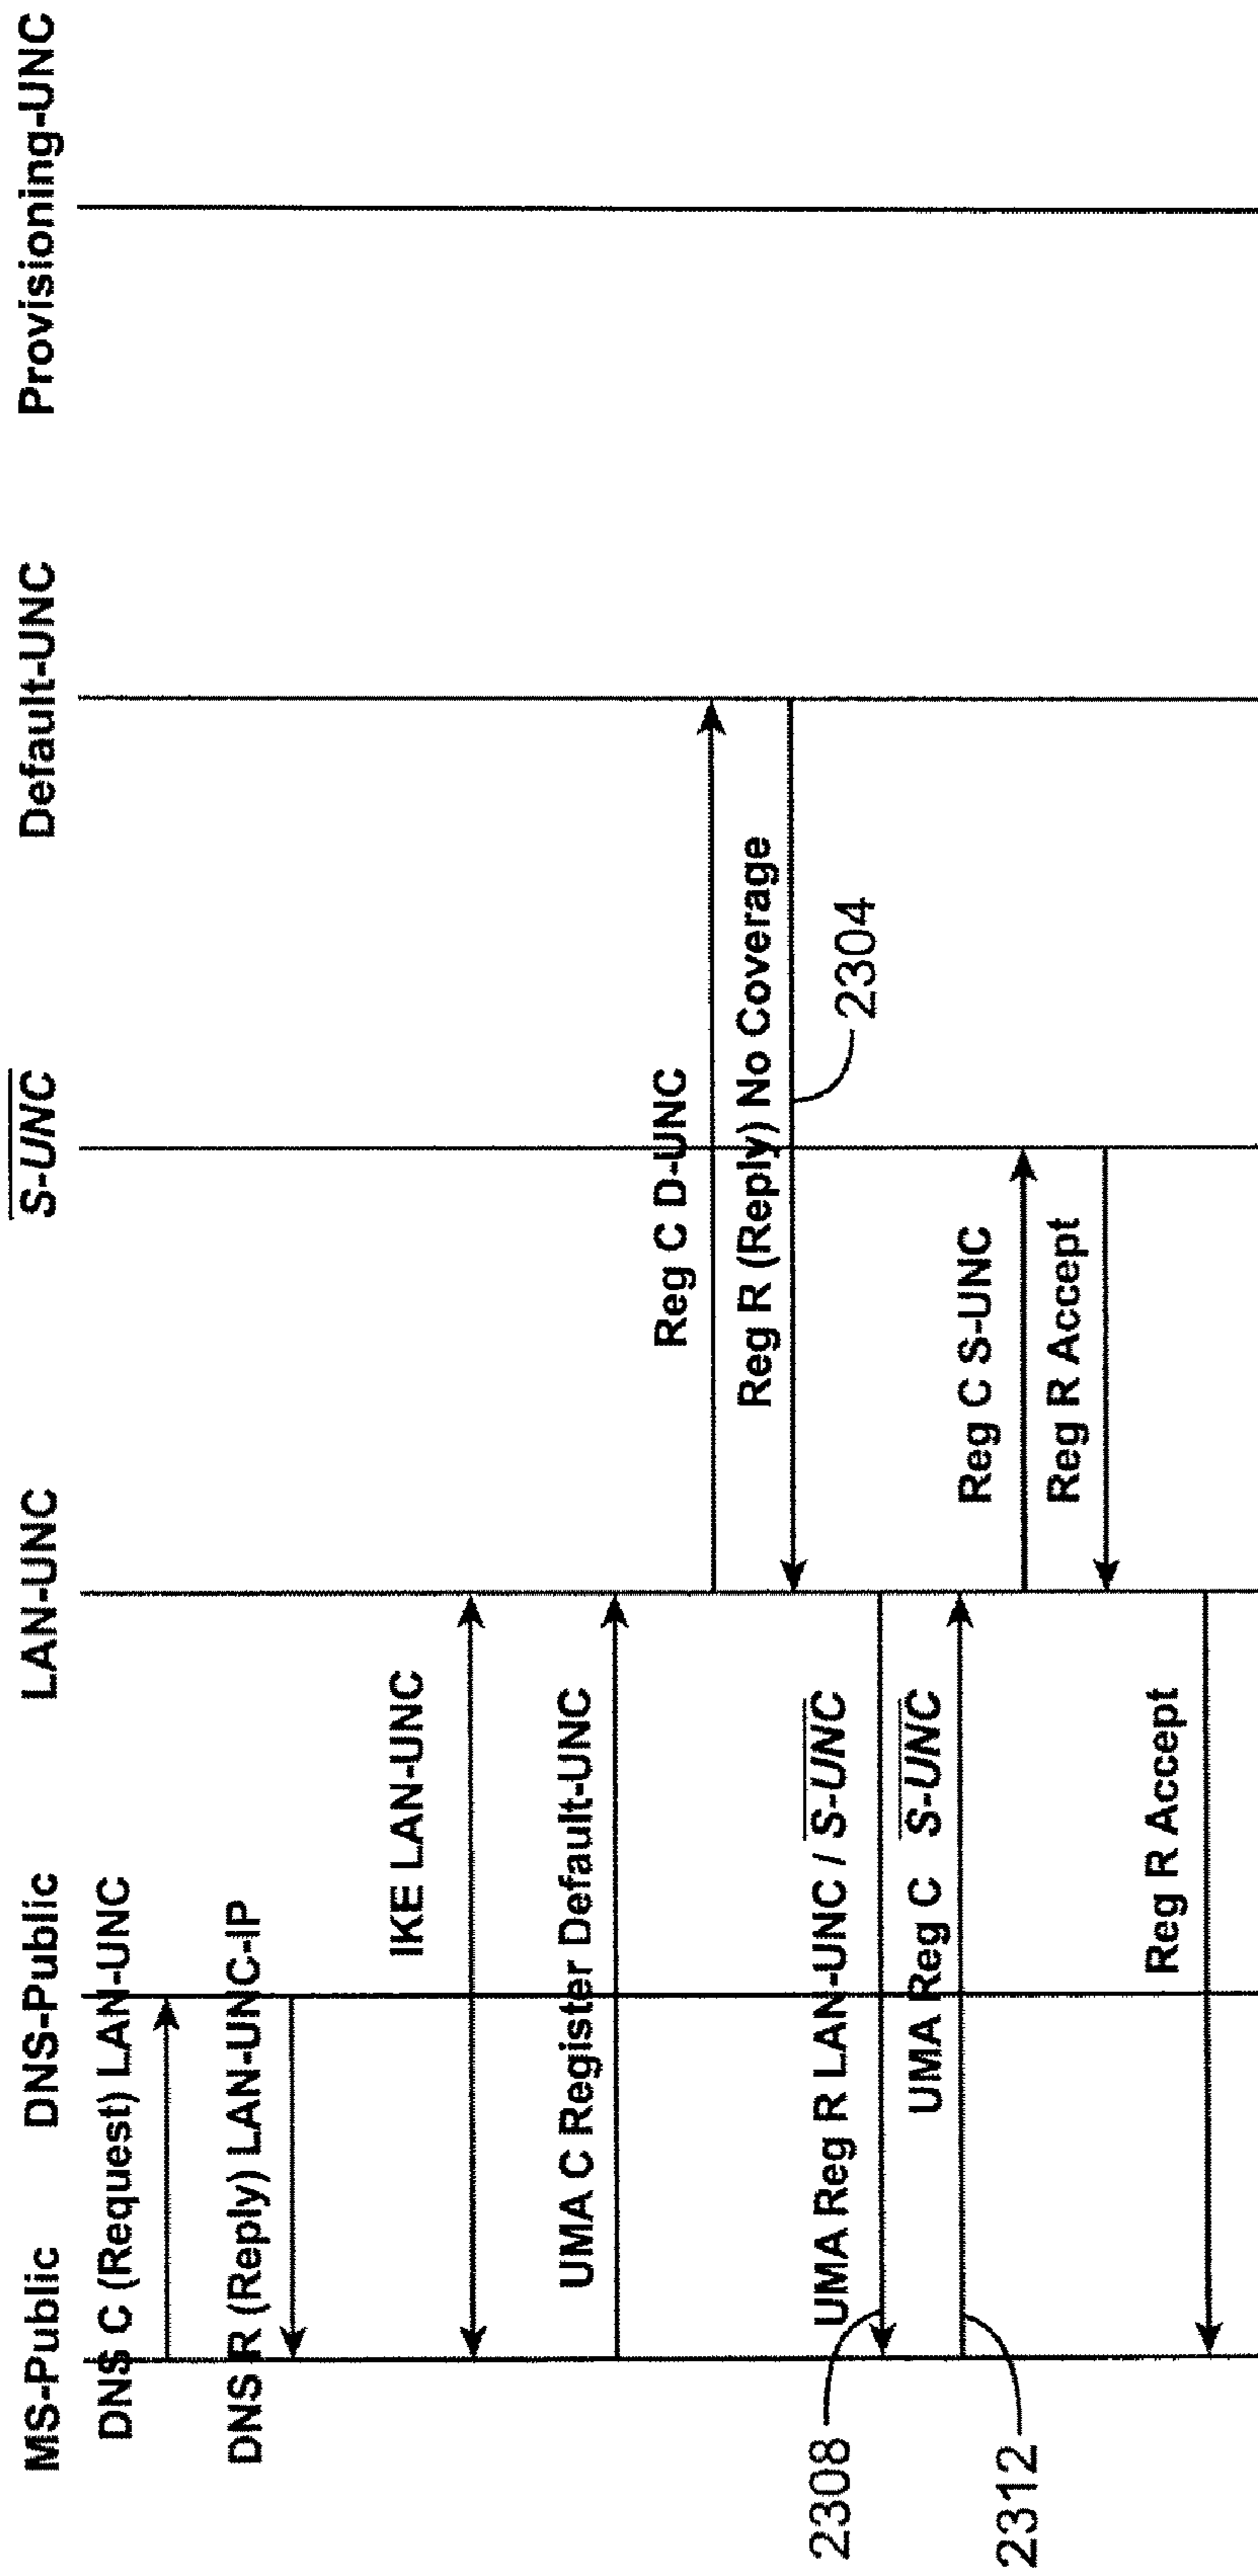 MS-Public
DNS-Public
LAN-UNC
S-UNC
Default-UNC
Provisioning-UNC
DNS C (Request) LAN-UNC
DNS R (Reply) LAN-UNC-IP
IKE LAN-UNC
UMA C Register Default-UNC
Reg C D-UNC
Reg R (Reply) No Coverage
2304
UMA Reg R LAN-UNC / S-UNC
2308
UMA Reg C S-UNC
2312
Reg C S-UNC
Reg R Accept
Reg R Accept